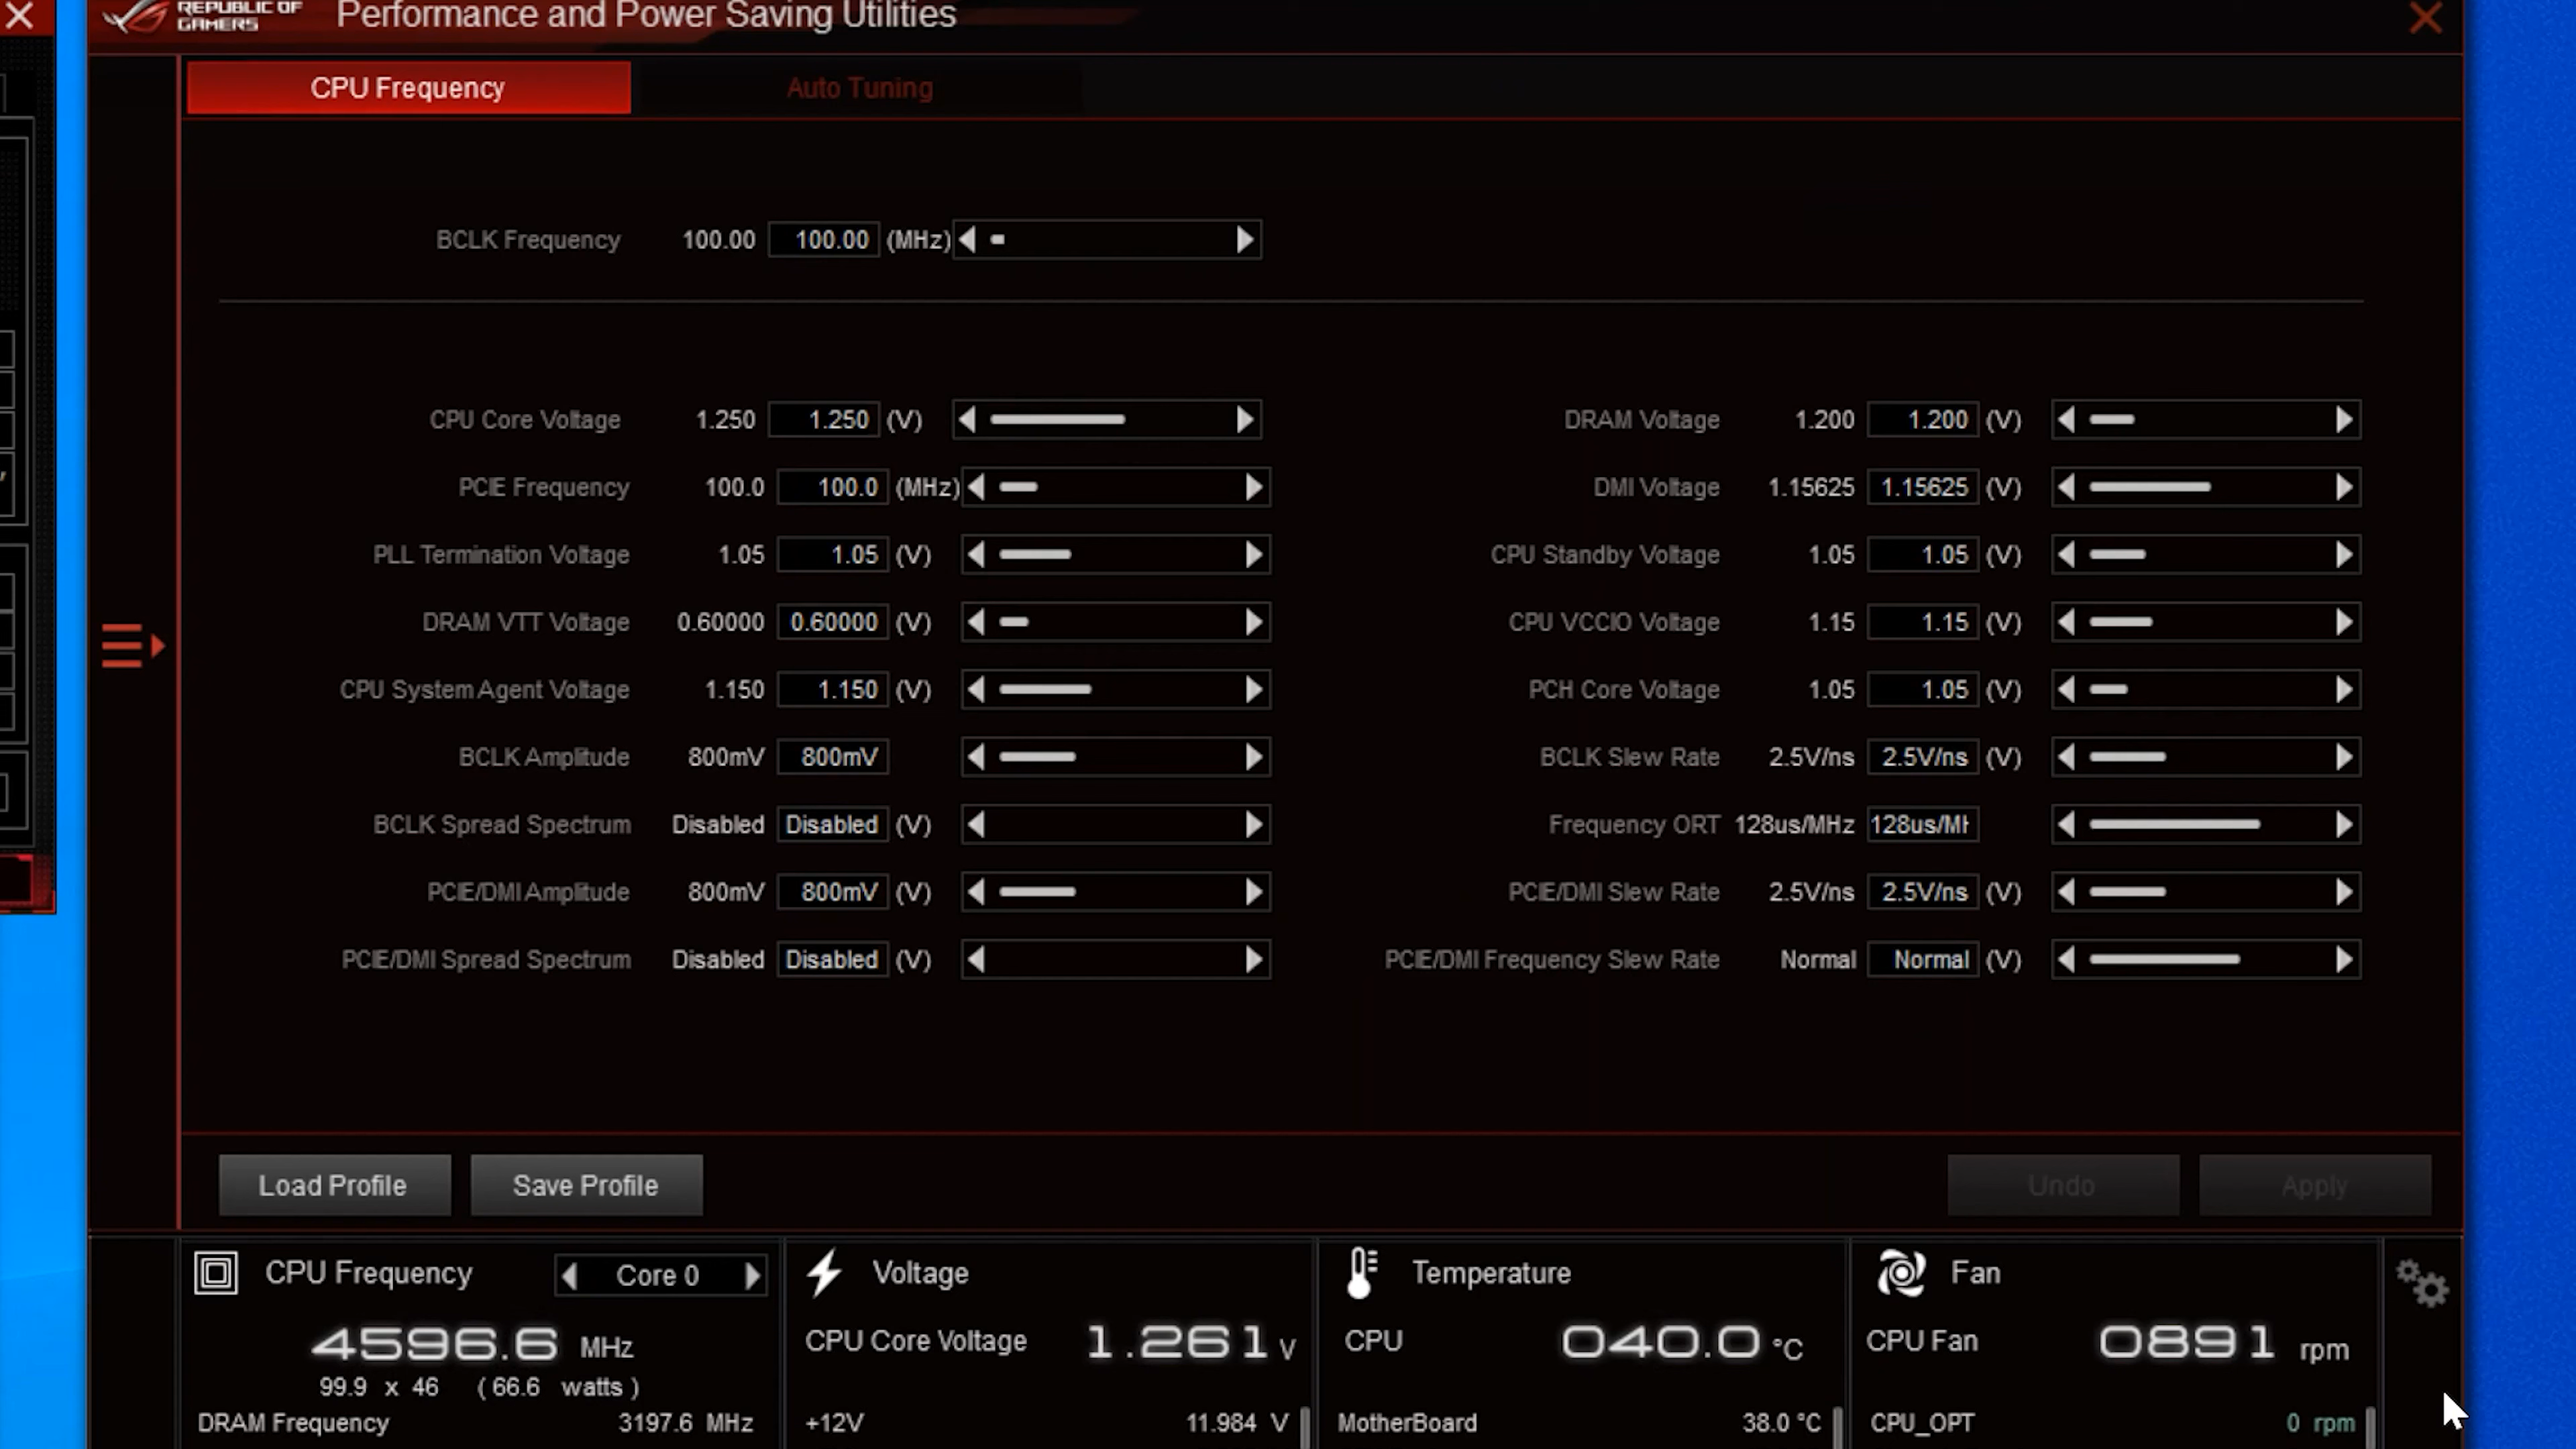 REPUBLIC OF
GAMERS
Performance and Power Saving Utilities
CPU Frequency
Auto Tuning
BCLK Frequency 100.00 100.00 (MHz)
CPU Core Voltage 1.250 1.250 (V)
PCIE Frequency 100.0 100.0 (MHz)
PLL Termination Voltage 1.05 1.05 (V)
DRAM VTT Voltage 0.60000 0.60000 (V)
CPU System Agent Voltage 1.150 1.150 (V)
BCLK Amplitude 800mV 800mV
BCLK Spread Spectrum Disabled Disabled (V)
PCIE/DMI Amplitude 800mV 800mV (V)
PCIE/DMI Spread Spectrum Disabled Disabled (V)
DRAM Voltage 1.200 1.200 (V)
DMI Voltage 1.15625 1.15625 (V)
CPU Standby Voltage 1.05 1.05 (V)
CPU VCCIO Voltage 1.15 1.15 (V)
PCH Core Voltage 1.05 1.05 (V)
BCLK Slew Rate 2.5V/ns 2.5V/ns (V)
Frequency ORT 128us/MHz 128us/MH
PCIE/DMI Slew Rate 2.5V/ns 2.5V/ns (V)
PCIE/DMI Frequency Slew Rate Normal Normal (V)
Load Profile
Save Profile
Undo
Apply
CPU Frequency Core 0
4596.6 MHz
99.9 x 46 ( 66.6 watts )
DRAM Frequency 3197.6 MHz
Voltage
CPU Core Voltage 1.261 V
+12V 11.984 V
Temperature
CPU 040.0 °C
MotherBoard 38.0 °C
Fan
CPU Fan 0891 rpm
CPU_OPT 0 rpm